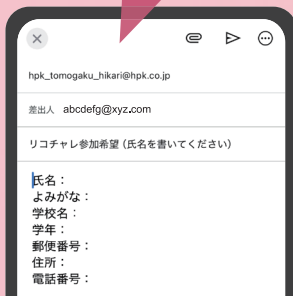 hpk_tomogaku_hikari@hpk.co.jp
差出人 abcdefg@xyz.com
リコチャレ参加希望（氏名を書いてください）
氏名：
よみがな：
学校名：
学年：
郵便番号：
住所：
電話番号：